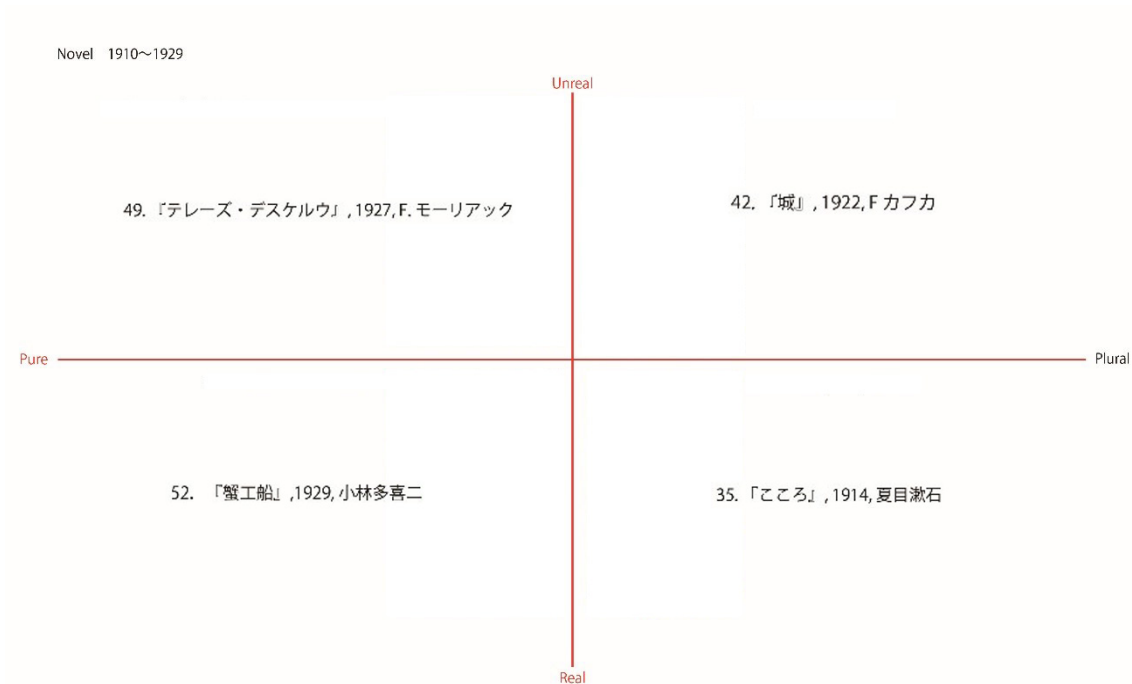 Novel 1910～1929
Unreal
49. 『テレーズ・デスケルウ』, 1927, F. モーリアック
42. 『城』, 1922, F カフカ
Pure
Plural
52. 『蟹工船』,1929, 小林多喜二
35. 「こころ』, 1914, 夏目漱石
Real